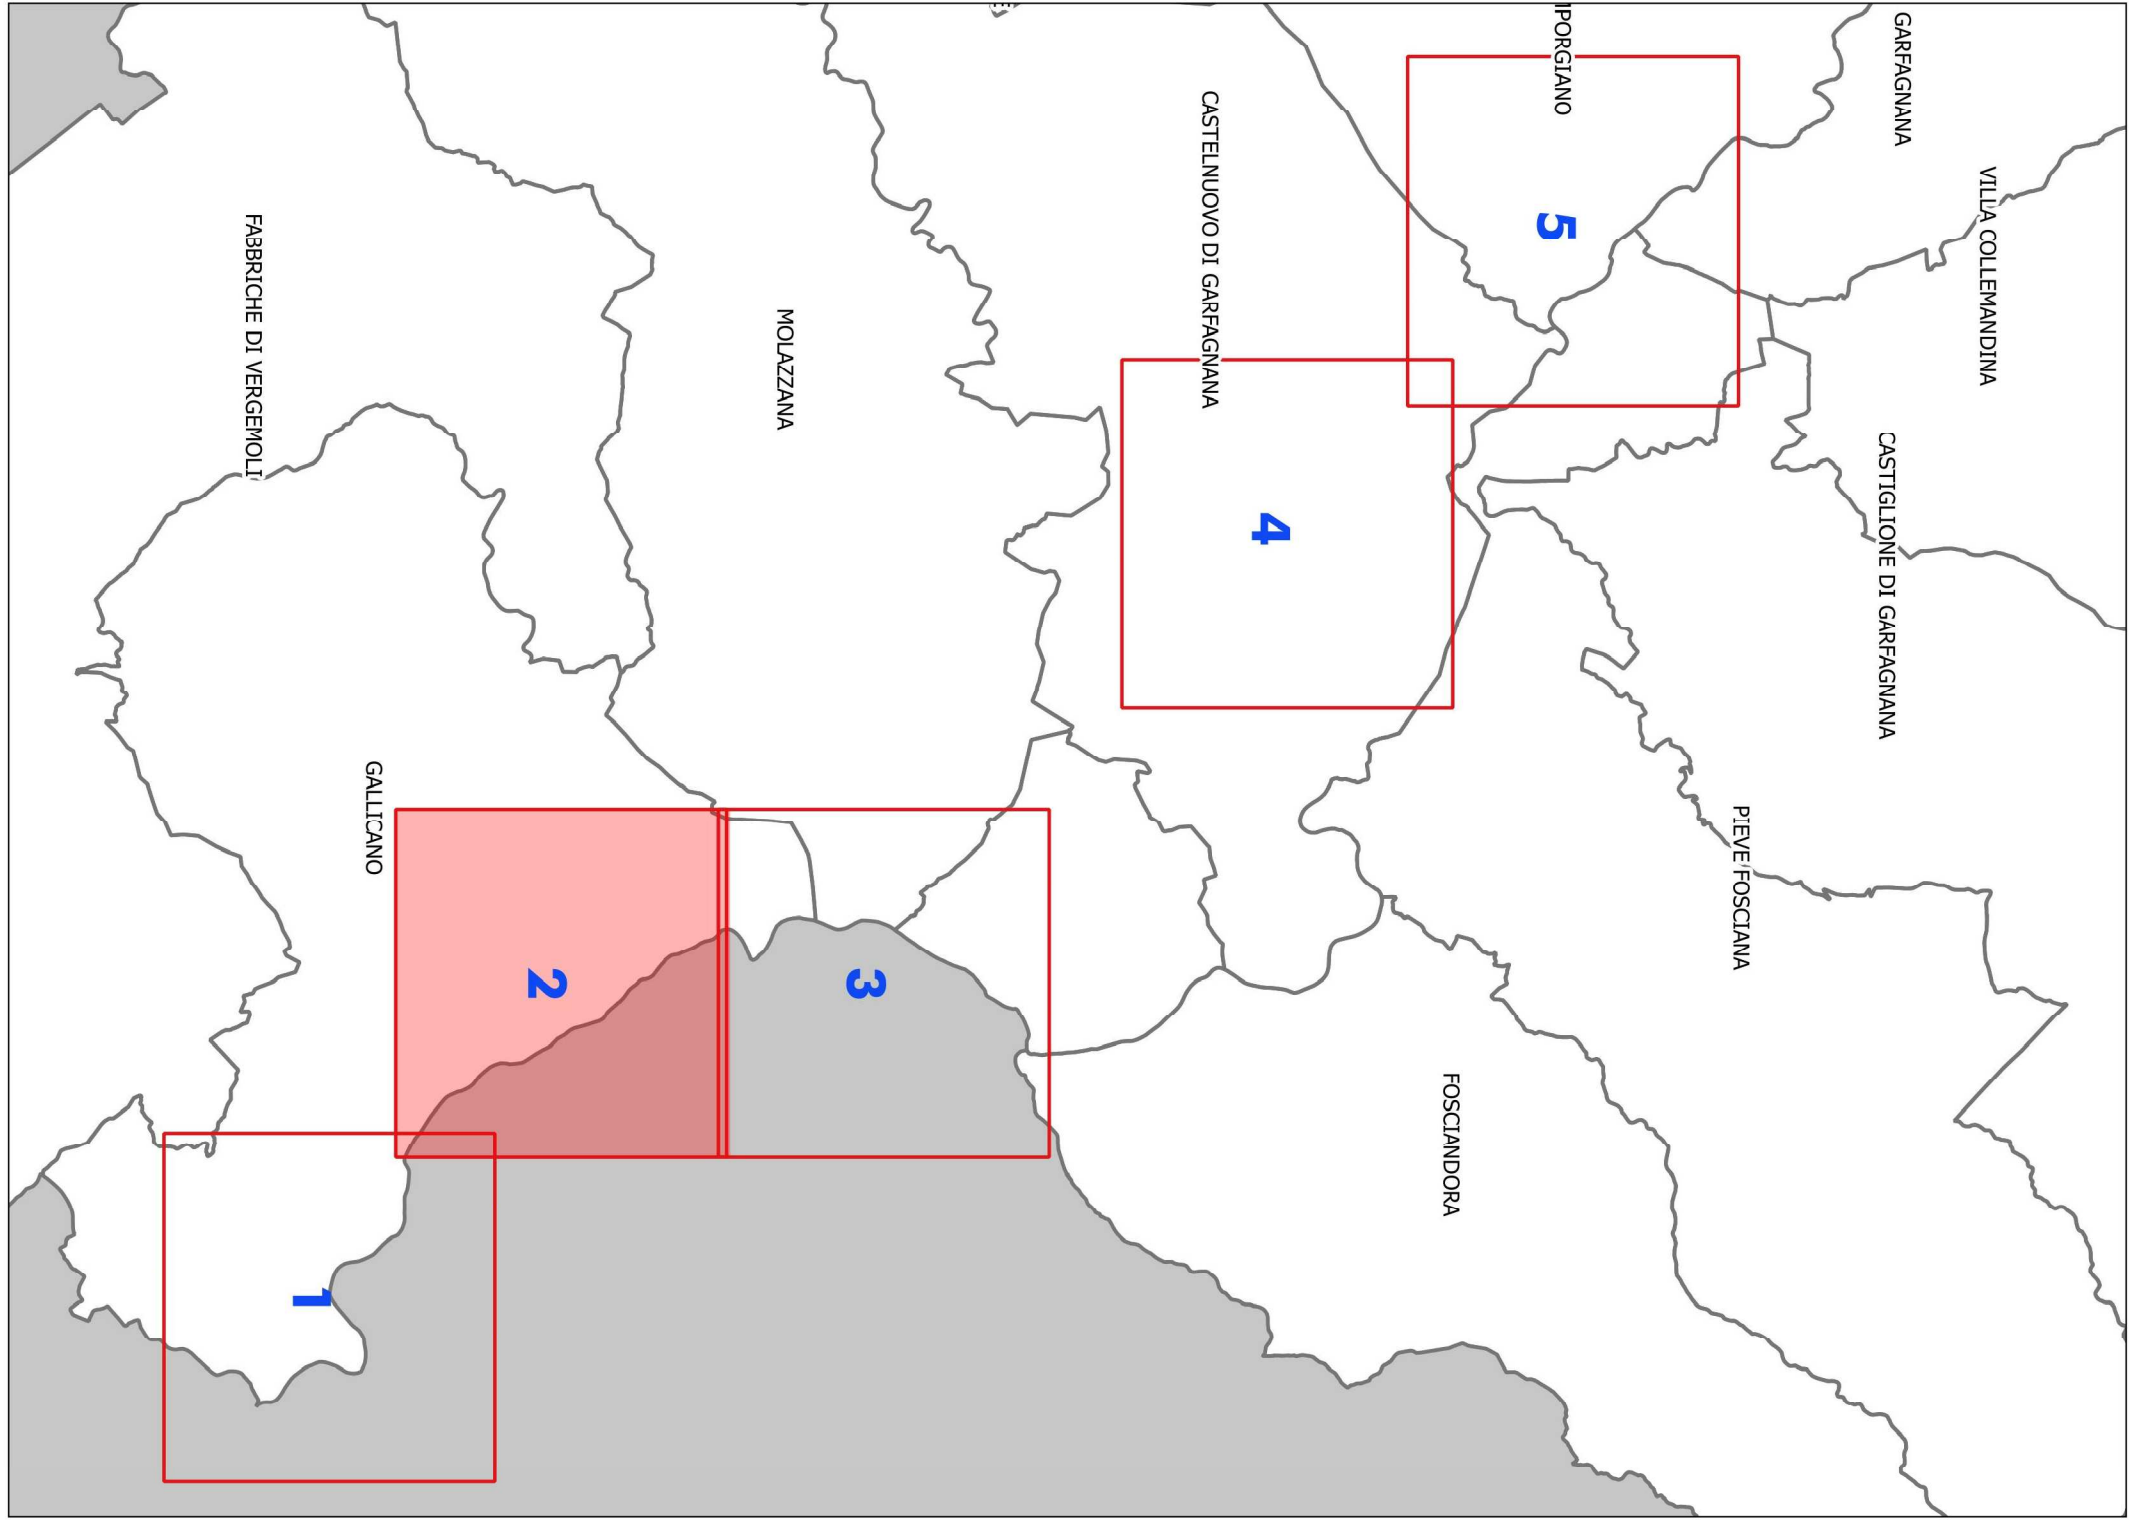 VILLA COLLEMANDINA
GARFAGNANA
CASTIGLIONE DI GARFAGNANA
PIEVE FOSCIANA
PORGIANO
5
FOSCIANDORA
4
CASTELNUOVO DI GARFAGNANA
3
MOLAZZANA
2
GALLICANO
1
FABBRICHE DI VERGEMOLI